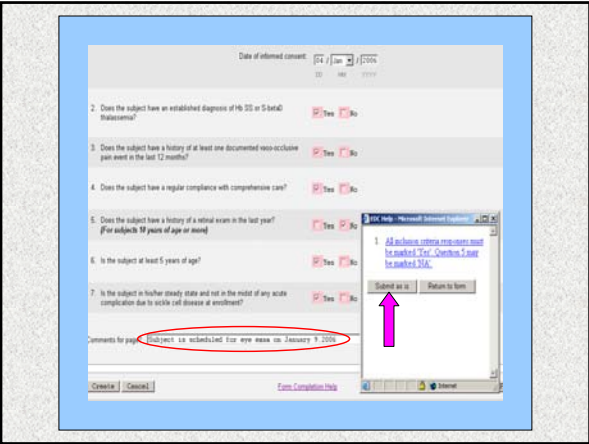 Date of informed consent: 04 / Jan / 2006
DD MM YYYY
2. Does the subject have an established diagnosis of Hb SS or S-beta0
thalassemia?
Yes No
3. Does the subject have a history of at least one documented vaso-occlusive
pain event in the last 12 months?
Yes No
4. Does the subject have a regular compliance with comprehensive care?
Yes No
5. Does the subject have a history of a retinal exam in the last year?
(For subjects 10 years of age or more)
Yes No
6. Is the subject at least 5 years of age?
Yes No
7. Is the subject in his/her steady state and not in the midst of any acute
complication due to sickle cell disease at enrollment?
Yes No
Comments for page: Subject is scheduled for eye exam on January 9.2006
Create Cancel Form Completion Help
EDC Help - Microsoft Internet Explorer
1. All inclusion criteria responses must
be marked 'Yes'. Question 5 may
be marked 'NA'.
Submit as is Return to form
Internet